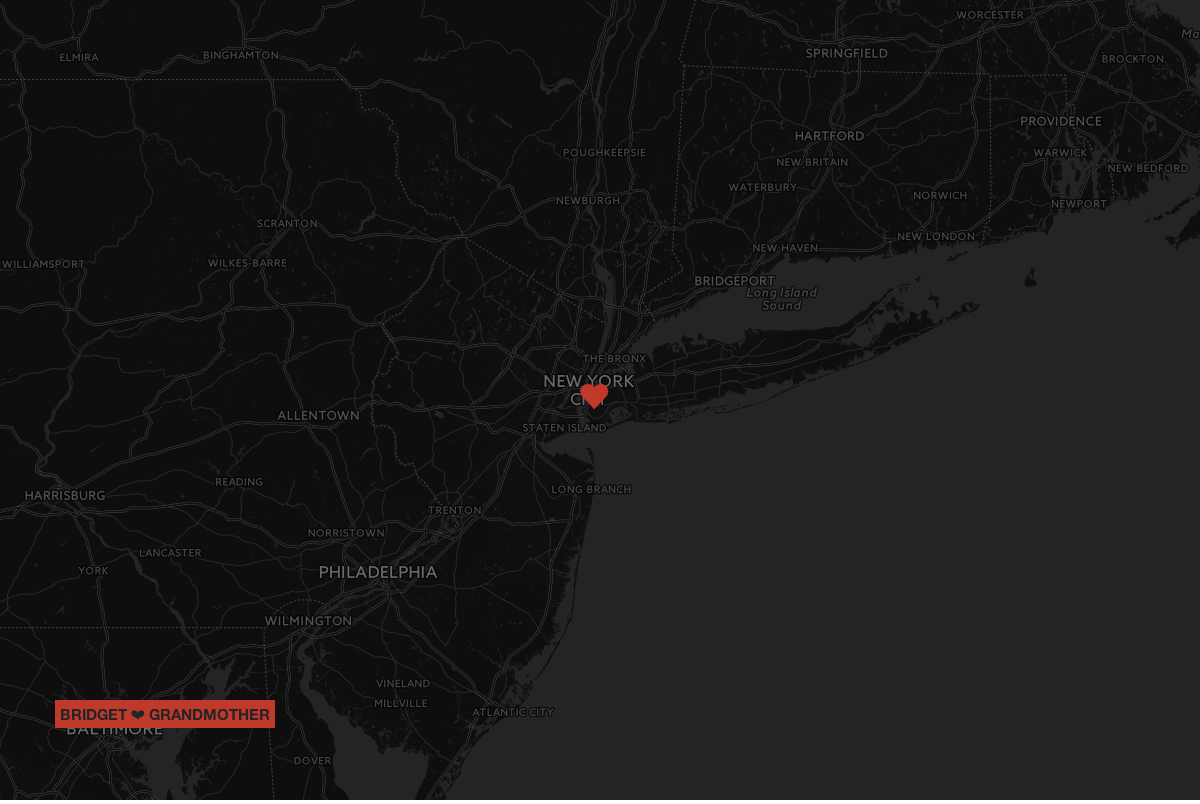 WORCESTER
ELMIRA
BINGHAMTON
SPRINGFIELD
BROCKTON
PROVIDENCE
HARTFORD
POUGHKEEPSIE
NEW BRITAIN
WARWICK
NEW BEDFORD
WATERBURY
NORWICH
NEWBURGH
NEWPORT
SCRANTON
NEW LONDON
NEW HAVEN
WILLIAMSPORT
WILKES-BARRE
BRIDGEPORT
Long Island
Sound
THE BRONX
NEW YORK
ALLENTOWN
STATEN ISLAND
READING
LONG BRANCH
HARRISBURG
TRENTON
NORRISTOWN
LANCASTER
YORK
PHILADELPHIA
WILMINGTON
VINELAND
MILLVILLE
ATLANTIC CITY
BRIDGET ❤ GRANDMOTHER
BALTIMORE
DOVER